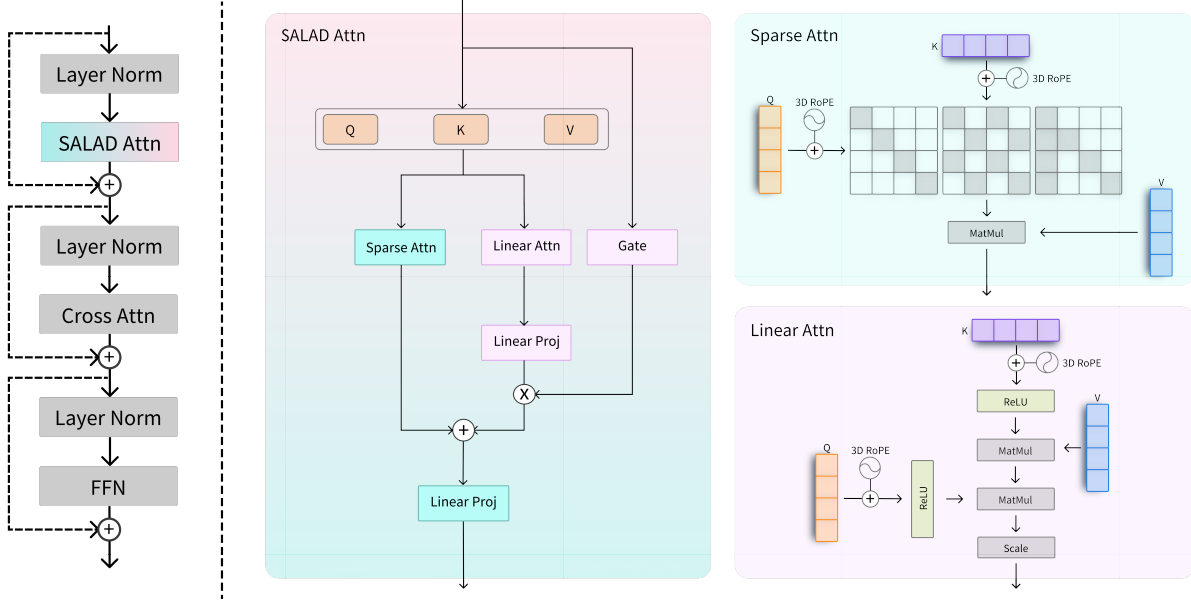 Layer Norm
SALAD Attn
+
Layer Norm
Cross Attn
+
Layer Norm
FFN
+
SALAD Attn
Q K V
Sparse Attn Linear Attn Gate
Linear Proj
X
+
Linear Proj
Sparse Attn
K
+ 3D RoPE
Q
3D RoPE
+
V
MatMul
Linear Attn
K
+ 3D RoPE
ReLU
V
MatMul
Q
3D RoPE
+
ReLU
MatMul
Scale